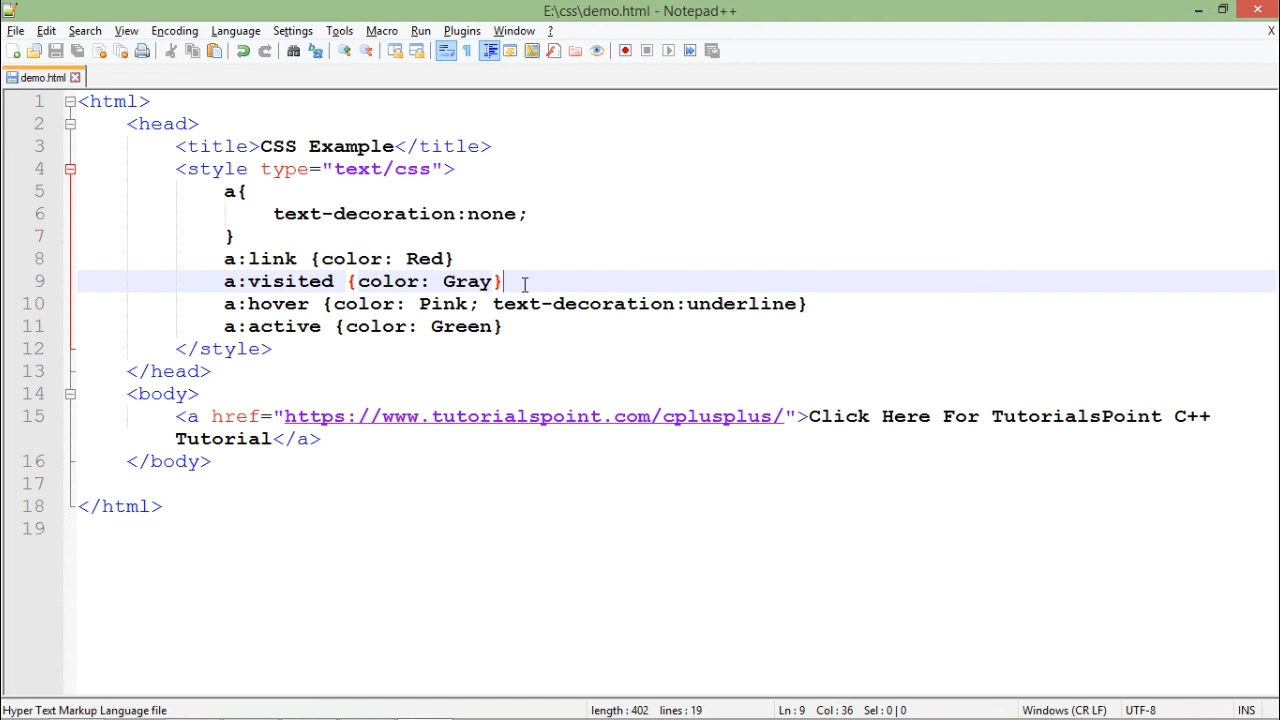 E:\css\demo.html - Notepad++
File Edit Search View Encoding Language Settings Tools Macro Run Plugins Window ? X
demo.html
1 <html>
2 <head>
3 <title>CSS Example</title>
4 <style type="text/css">
5 a{
6 text-decoration:none;
7 }
8 a:link {color: Red}
9 a:visited {color: Gray}
10 a:hover {color: Pink; text-decoration:underline}
11 a:active {color: Green}
12 </style>
13 </head>
14 <body>
15 <a href="https://www.tutorialspoint.com/cplusplus/">Click Here For TutorialsPoint C++
Tutorial</a>
16 </body>
17
18 </html>
19
Hyper Text Markup Language file length : 402 lines : 19 Ln : 9 Col : 36 Sel : 0 | 0 Windows (CR LF) UTF-8 INS